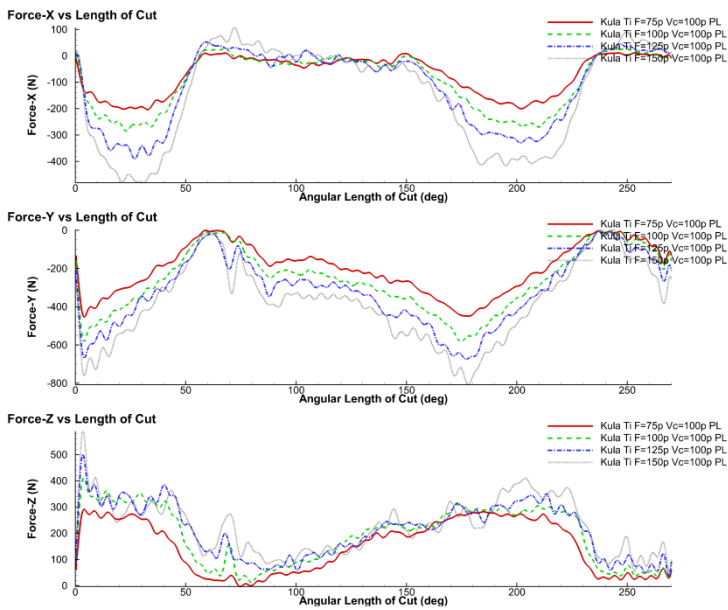 Force-X vs Length of Cut
Kula Ti F=75p Vc=100p PL
Kula Ti F=100p Vc=100p PL
Kula Ti F=125p Vc=100p PL
Kula Ti F=150p Vc=100p PL
Force-X (N)
100
0
-100
-200
-300
-400
0
50
100
150
200
250
Angular Length of Cut (deg)
Force-Y vs Length of Cut
Kula Ti F=75p Vc=100p PL
Kula Ti F=100p Vc=100p PL
Kula Ti F=125p Vc=100p PL
Kula Ti F=150p Vc=100p PL
Force-Y (N)
0
-200
-400
-600
-800
0
50
100
150
200
250
Angular Length of Cut (deg)
Force-Z vs Length of Cut
Kula Ti F=75p Vc=100p PL
Kula Ti F=100p Vc=100p PL
Kula Ti F=125p Vc=100p PL
Kula Ti F=150p Vc=100p PL
Force-Z (N)
500
400
300
200
100
0
0
50
100
150
200
250
Angular Length of Cut (deg)